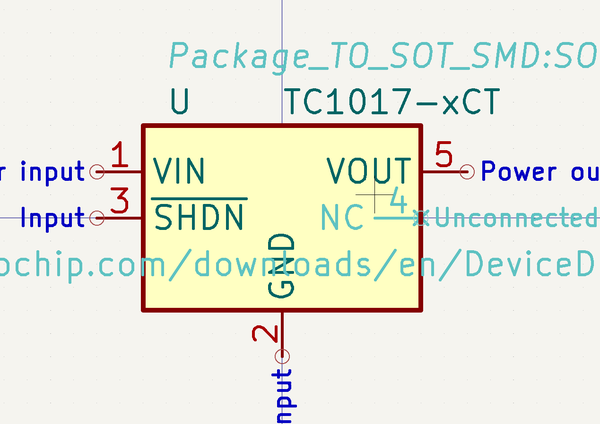 Package_TO_SOT_SMD:SO
U TC1017-xCT
1 VIN VOUT 5 Power ou
r input
3 SHDN NC 4 Unconnected
Input
ochip.com/downloads/en/DeviceD
GND
2
nput